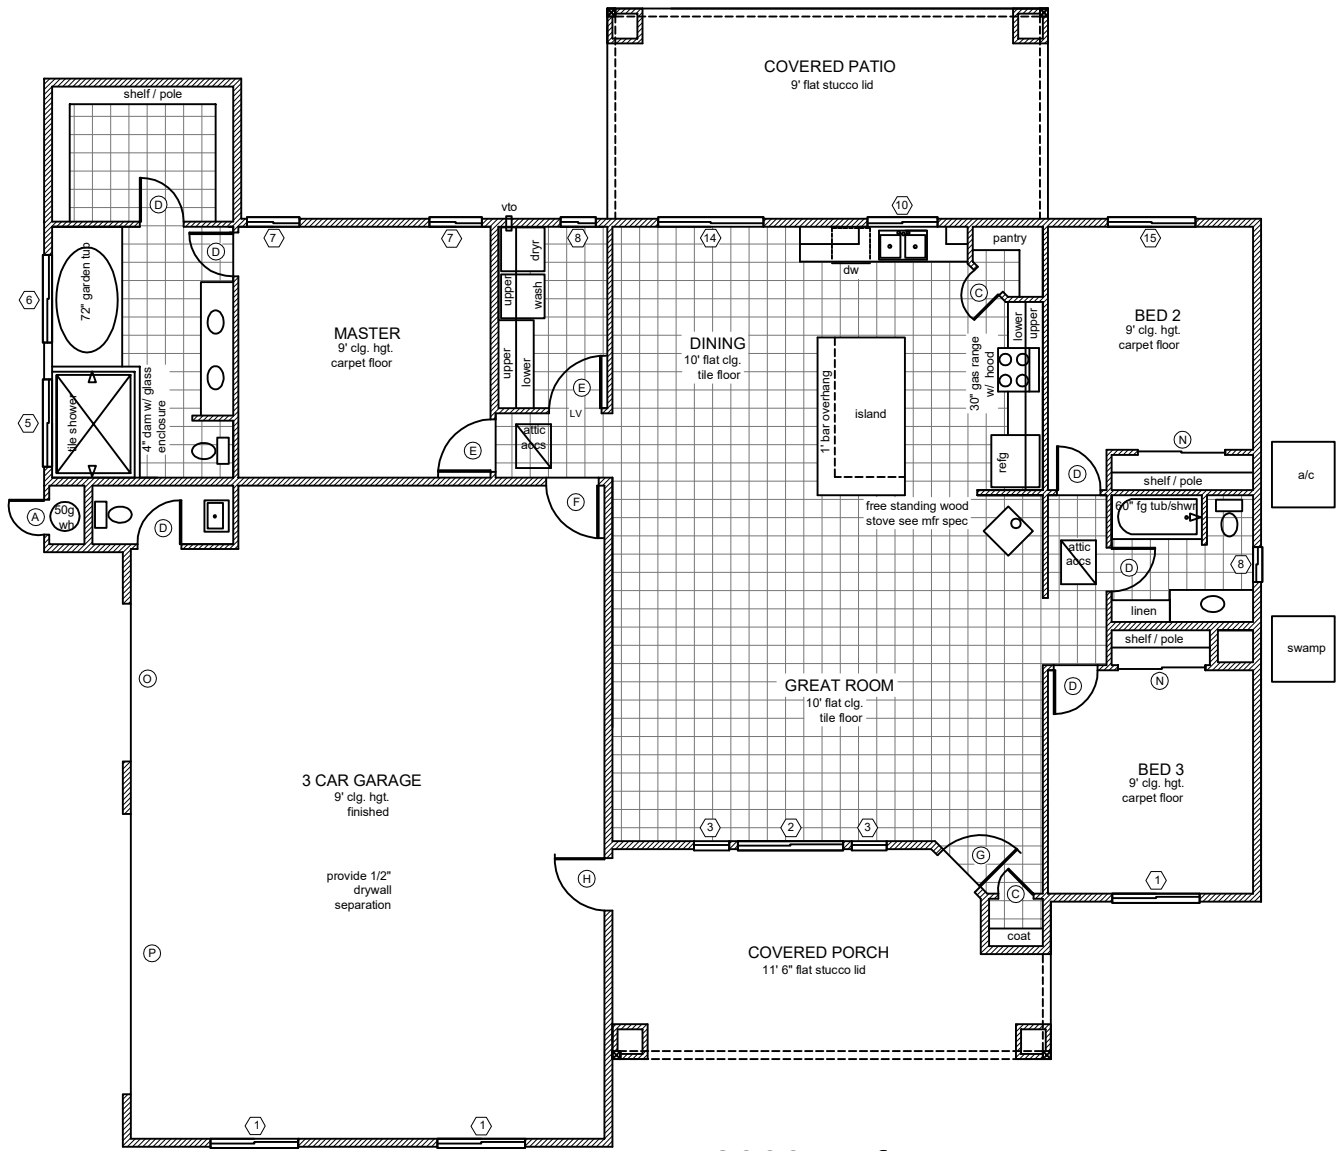 COVERED PATIO
9' flat stucco lid
shelf / pole
D
vto
10
7
7
8
14
15
D
dryr
upper
wash
upper
lower
dw
pantry
C
6
72" garden tub
MASTER
9' clg. hgt.
carpet floor
DINING
10' flat clg.
tile floor
lower
upper
30" gas range
w/ hood
BED 2
9' clg. hgt.
carpet floor
1' bar overhang
island
E
LV
5
tile shower
4" dam w/ glass
enclosure
attic
accs
E
refg
N
D
shelf / pole
a/c
A
50g
wh
D
F
free standing wood
stove see mfr spec
60" fg tub/shwr
attic
accs
D
8
linen
shelf / pole
swamp
O
N
D
GREAT ROOM
10' flat clg.
tile floor
3 CAR GARAGE
9' clg. hgt.
finished
BED 3
9' clg. hgt.
carpet floor
3
2
3
G
provide 1/2"
drywall
separation
H
C
1
coat
P
COVERED PORCH
11' 6" flat stucco lid
1
1